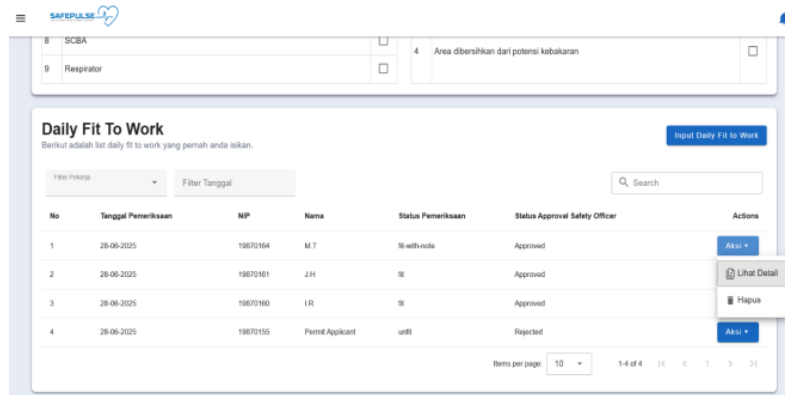 SAFEPULSE
8 SCBA
9 Respirator
4 Area dibersihkan dari potensi kebakaran
Daily Fit To Work
Berikut adalah list daily fit to work yang pernah anda isikan.
Input Daily Fit to Work
Filter Pekerja
Filter Tanggal
Search
No Tanggal Pemeriksaan NIP Nama Status Pemeriksaan Status Approval Safety Officer Actions
1 28-06-2025 19870164 M.T fit-with-note Approved Aksi
2 28-06-2025 19870161 J.H fit Approved
Lihat Detail
3 28-06-2025 19870160 I.R fit Approved
Hapus
4 28-06-2025 19870155 Permit Applicant unfit Rejected Aksi
Items per page: 10 1-4 of 4 1